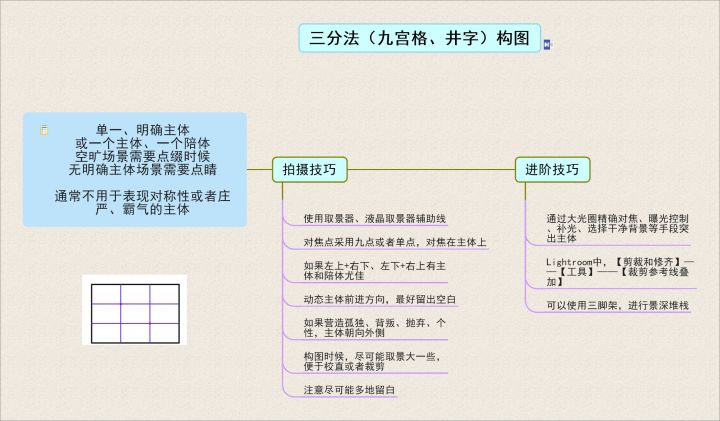 三分法（九宫格、井字）构图
单一、明确主体
或一个主体、一个陪体
空旷场景需要点缀时候
无明确主体场景需要点睛
通常不用于表现对称性或者庄
严、霸气的主体
拍摄技巧
使用取景器、液晶取景器辅助线
对焦点采用九点或者单点，对焦在主体上
如果左上+右下、左下+右上有主
体和陪体尤佳
动态主体前进方向，最好留出空白
如果营造孤独、背叛、抛弃、个
性，主体朝向外侧
构图时候，尽可能取景大一些，
便于校直或者裁剪
注意尽可能多地留白
进阶技巧
通过大光圈精确对焦、曝光控制
、补光、选择干净背景等手段突
出主体
Lightroom中，【剪裁和修齐】—
—【工具】——【裁剪参考线叠
加】
可以使用三脚架，进行景深堆栈